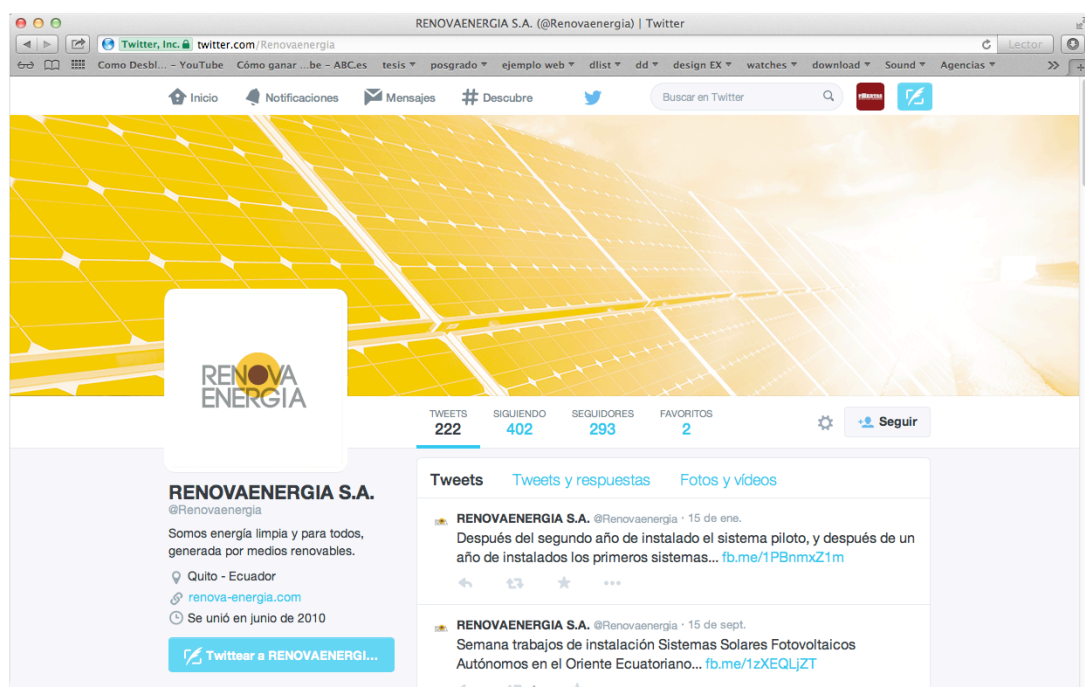 RENOVAENERGIA S.A. (@Renovaenergia) | Twitter
Twitter, Inc. twitter.com/Renovaenergia Lector
Como Desbl... – YouTube Cómo ganar ...be – ABC.es tesis posgrado ejemplo web dlist dd design EX watches download Sound Agencias
Inicio Notificaciones Mensajes Descubre Buscar en Twitter
RENOVA
ENERGIA
TWEETS SIGUIENDO SEGUIDORES FAVORITOS
222 402 293 2
Seguir
RENOVAENERGIA S.A.
@Renovaenergia
Somos energía limpia y para todos,
generada por medios renovables.
Quito - Ecuador
renova-energia.com
Se unió en junio de 2010
Twittear a RENOVAENERGI...
Tweets Tweets y respuestas Fotos y vídeos
RENOVAENERGIA S.A. @Renovaenergia · 15 de ene.
Después del segundo año de instalado el sistema piloto, y después de un
año de instalados los primeros sistemas... fb.me/1PBnmxZ1m
RENOVAENERGIA S.A. @Renovaenergia · 15 de sept.
Semana trabajos de instalación Sistemas Solares Fotovoltaicos
Autónomos en el Oriente Ecuatoriano... fb.me/1zXEQLjZT